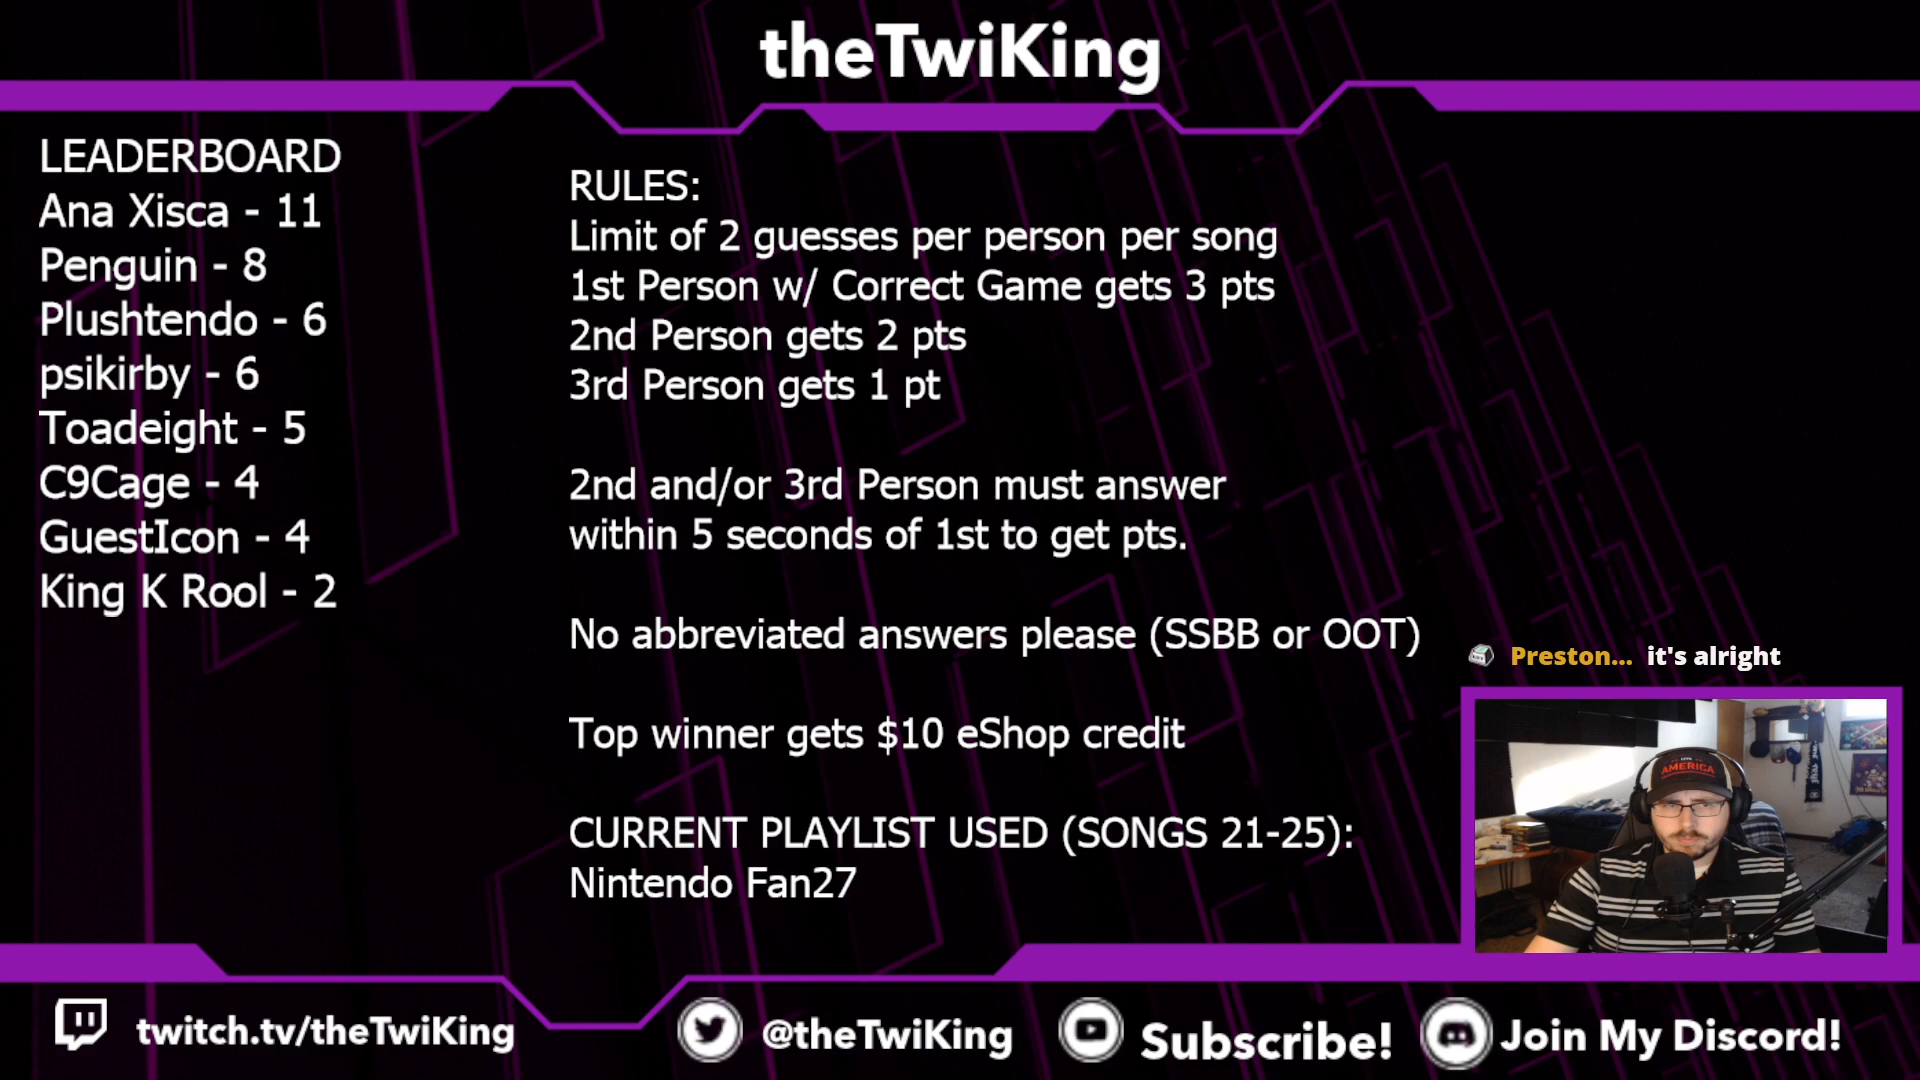 theTwiKing
LEADERBOARD
Ana Xisca - 11
Penguin - 8
Plushtendo - 6
psikirby - 6
Toadeight - 5
C9Cage - 4
GuestIcon - 4
King K Rool - 2
RULES:
Limit of 2 guesses per person per song
1st Person w/ Correct Game gets 3 pts
2nd Person gets 2 pts
3rd Person gets 1 pt
2nd and/or 3rd Person must answer
within 5 seconds of 1st to get pts.
No abbreviated answers please (SSBB or OOT)
Top winner gets $10 eShop credit
CURRENT PLAYLIST USED (SONGS 21-25):
Nintendo Fan27
Preston... it's alright
AMERICA
twitch.tv/theTwiKing
@theTwiKing
Subscribe!
Join My Discord!